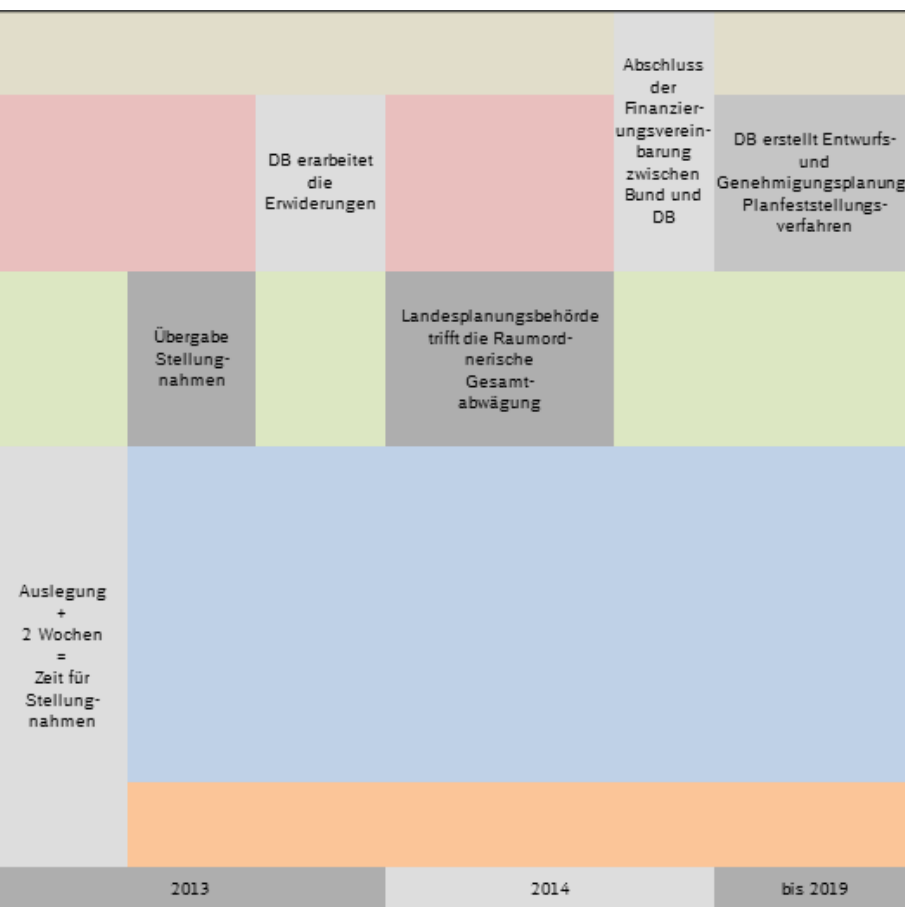 Abschluss
der
Finanzier-
ungsverein-
barung
zwischen
Bund und
DB
DB erarbeitet
die
Erwiderungen
DB erstellt Entwurfs-
und
Genehmigungsplanung
Planfeststellungs-
verfahren
Übergabe
Stellung-
nahmen
Landesplanungsbehörde
trifft die Raumord-
nerische
Gesamt-
abwägung
Auslegung
+
2 Wochen
=
Zeit für
Stellung-
nahmen
2013
2014
bis 2019